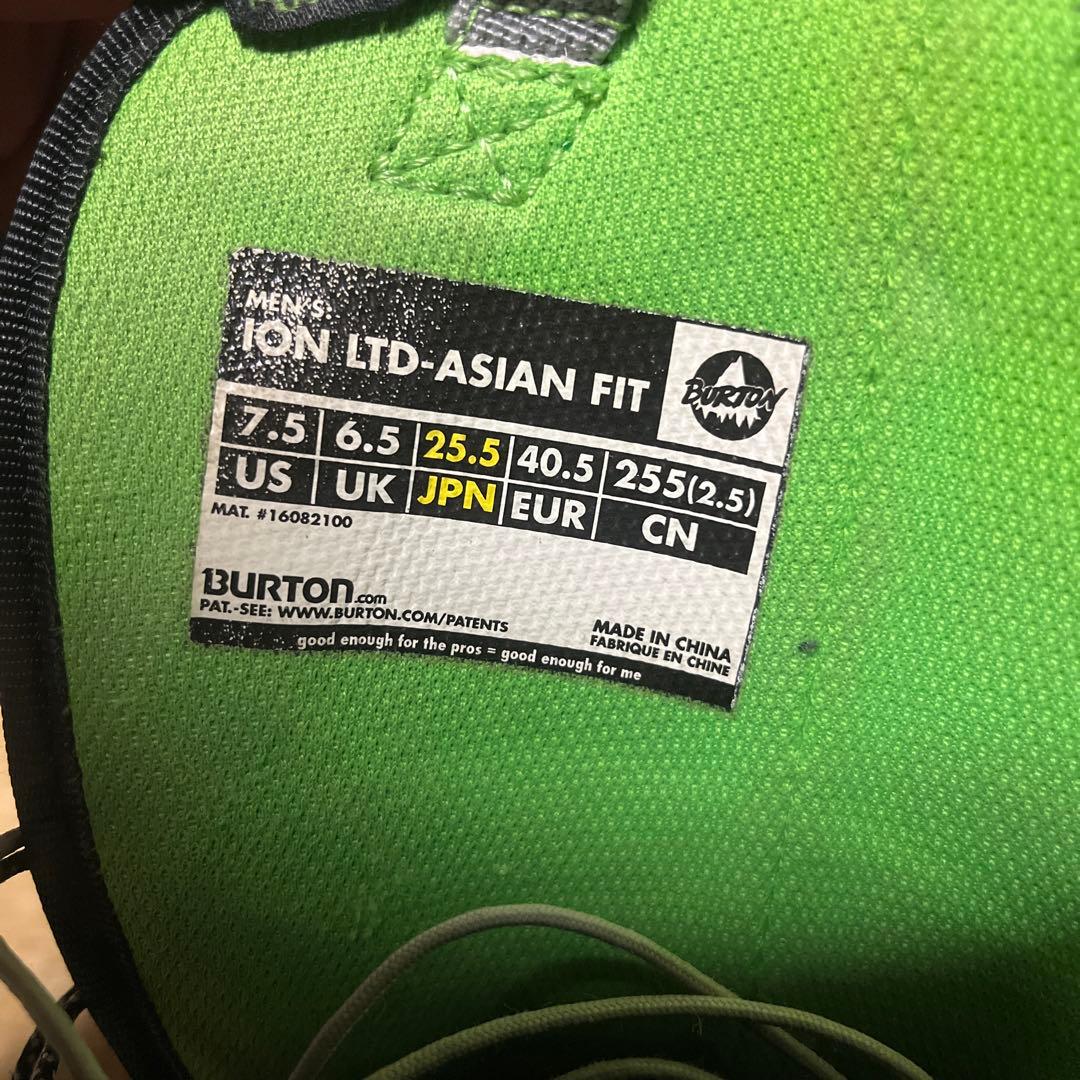 MEN'S:
ION LTD-ASIAN FIT
BURTON
7.5 6.5 25.5 40.5 255(2.5)
US UK JPN EUR CN
MAT. #16082100
BURTON.com
PAT.-SEE: WWW.BURTON.COM/PATENTS
MADE IN CHINA
FABRIQUE EN CHINE
good enough for the pros = good enough for me